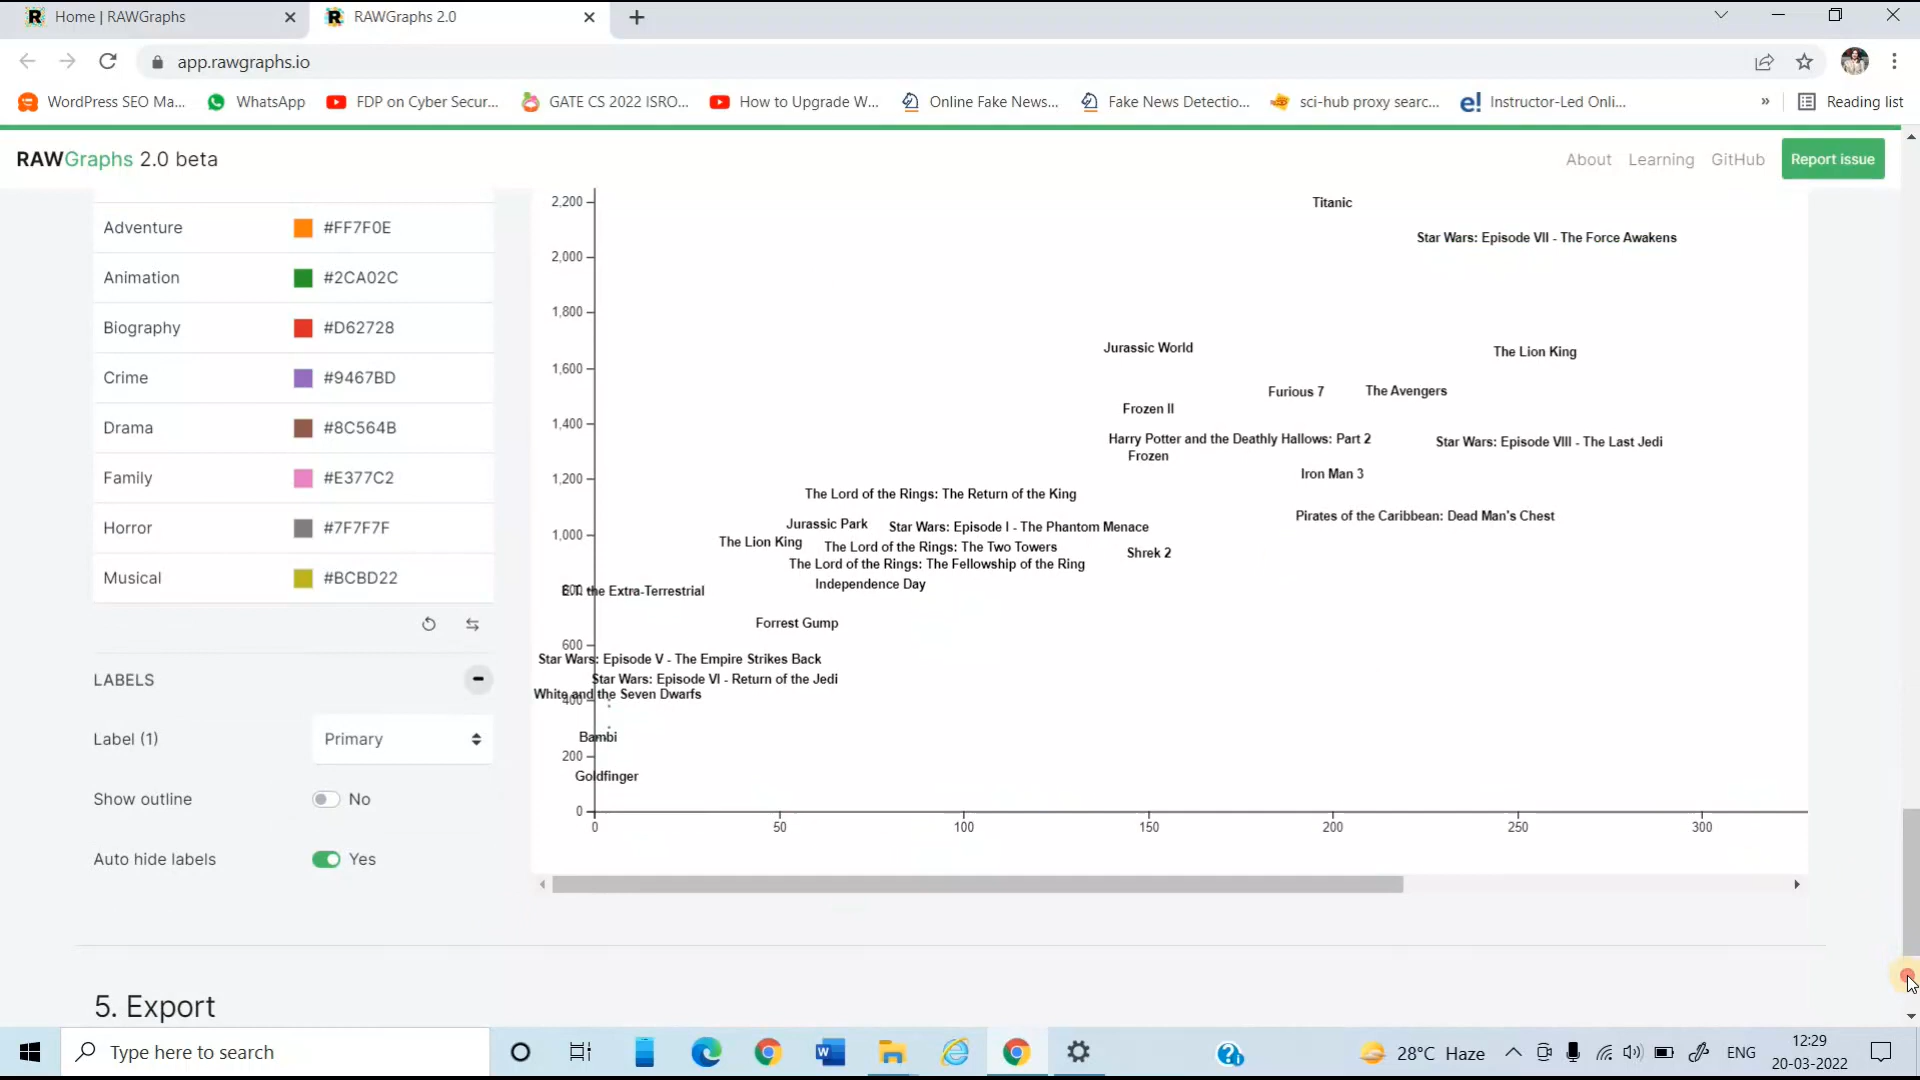 Home | RAWGraphs
RAWGraphs 2.0
app.rawgraphs.io
WordPress SEO Ma...
WhatsApp
FDP on Cyber Secur...
GATE CS 2022 ISRO...
How to Upgrade W...
Online Fake News...
Fake News Detectio...
sci-hub proxy searc...
Instructor-Led Onli...
»
Reading list
RAWGraphs 2.0 beta
About
Learning
GitHub
Report issue
Adventure #FF7F0E
Animation #2CA02C
Biography #D62728
Crime #9467BD
Drama #8C564B
Family #E377C2
Horror #7F7F7F
Musical #BCBD22
LABELS
Label (1) Primary
Show outline No
Auto hide labels Yes
2,200
2,000
1,800
1,600
1,400
1,200
1,000
800
600
400
200
0
Titanic
Star Wars: Episode VII - The Force Awakens
Jurassic World
The Lion King
Furious 7
The Avengers
Frozen II
Harry Potter and the Deathly Hallows: Part 2
Star Wars: Episode VIII - The Last Jedi
Frozen
Iron Man 3
The Lord of the Rings: The Return of the King
Pirates of the Caribbean: Dead Man's Chest
Jurassic Park
Star Wars: Episode I - The Phantom Menace
The Lion King
The Lord of the Rings: The Two Towers
Shrek 2
The Lord of the Rings: The Fellowship of the Ring
Independence Day
E.T. the Extra-Terrestrial
Forrest Gump
Star Wars: Episode V - The Empire Strikes Back
Star Wars: Episode VI - Return of the Jedi
White and the Seven Dwarfs
Bambi
Goldfinger
0 50 100 150 200 250 300
5. Export
Type here to search
28°C Haze
ENG
12:29
20-03-2022